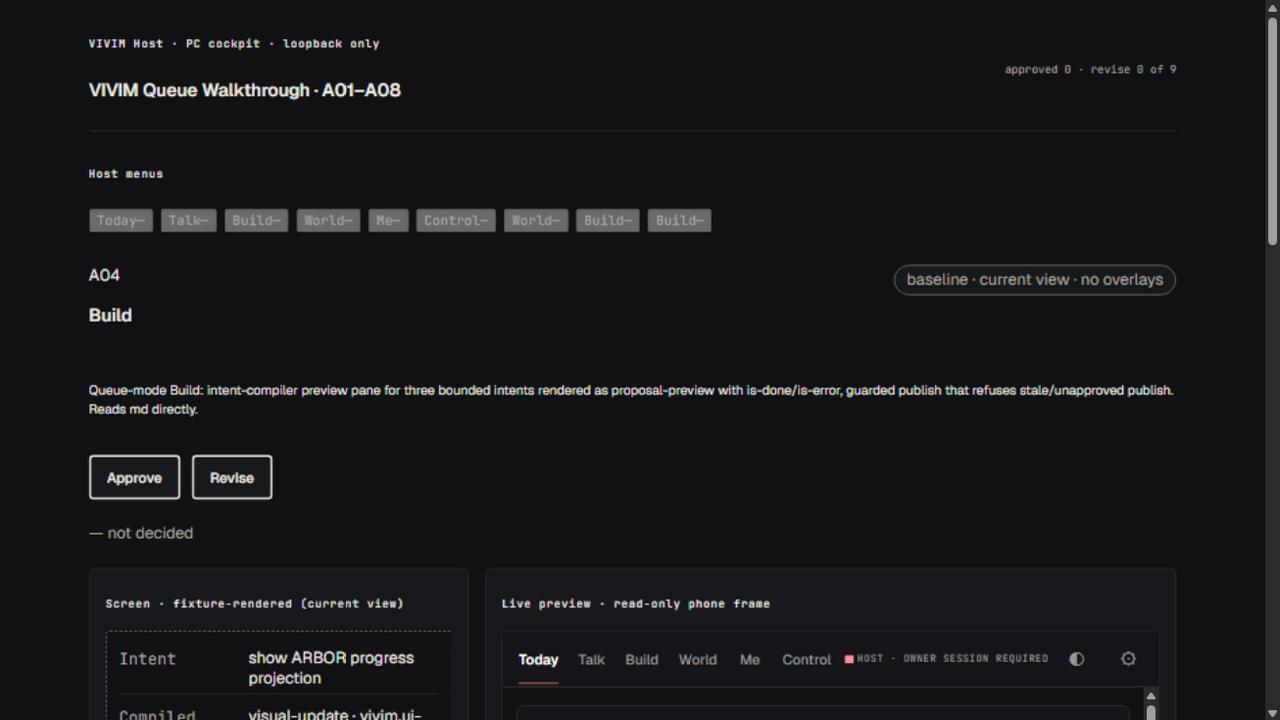 VIVIM Host · PC cockpit · loopback only
approved 0 · revise 0 of 9
VIVIM Queue Walkthrough · A01–A08
Host menus
Today— Talk— Build— World— Me— Control— World— Build— Build—
A04
baseline · current view · no overlays
Build
Queue-mode Build: intent-compiler preview pane for three bounded intents rendered as proposal-preview with is-done/is-error, guarded publish that refuses stale/unapproved publish.
Reads md directly.
Approve Revise
— not decided
Screen · fixture-rendered (current view)
Live preview · read-only phone frame
Intent show ARBOR progress
projection
Today Talk Build World Me Control HOST · OWNER SESSION REQUIRED
Compiled visual-update · vivim.ui-